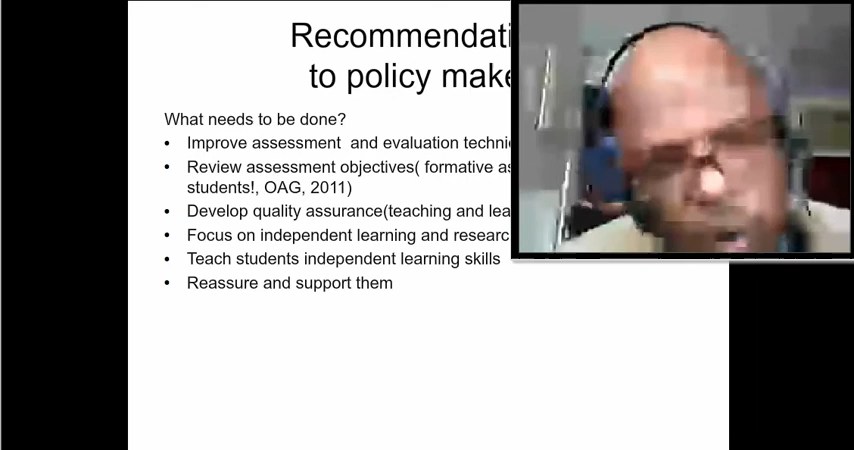 Recommendati
to policy make
What needs to be done?
• Improve assessment  and evaluation techni
• Review assessment objectives( formative as
students!, OAG, 2011)
• Develop quality assurance(teaching and lea
• Focus on independent learning and researc
• Teach students independent learning skills
• Reassure and support them